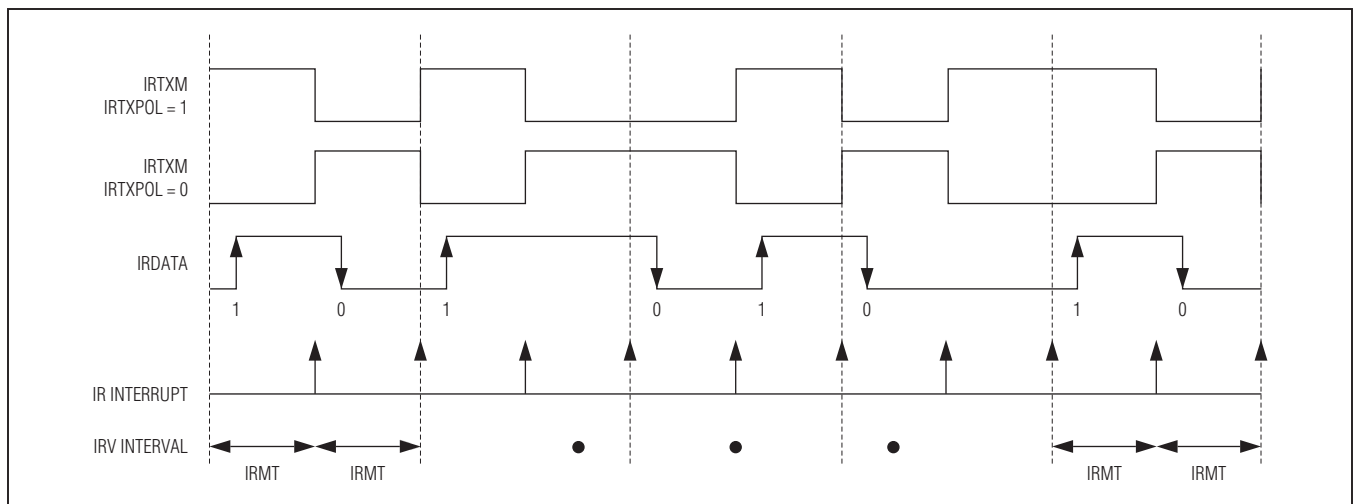 IRTXM
IRTXPOL = 1
IRTXM
IRTXPOL = 0
IRDATA
1 0 1 0 1 0 1 0
IR INTERRUPT
IRV INTERVAL
IRMT IRMT IRMT IRMT